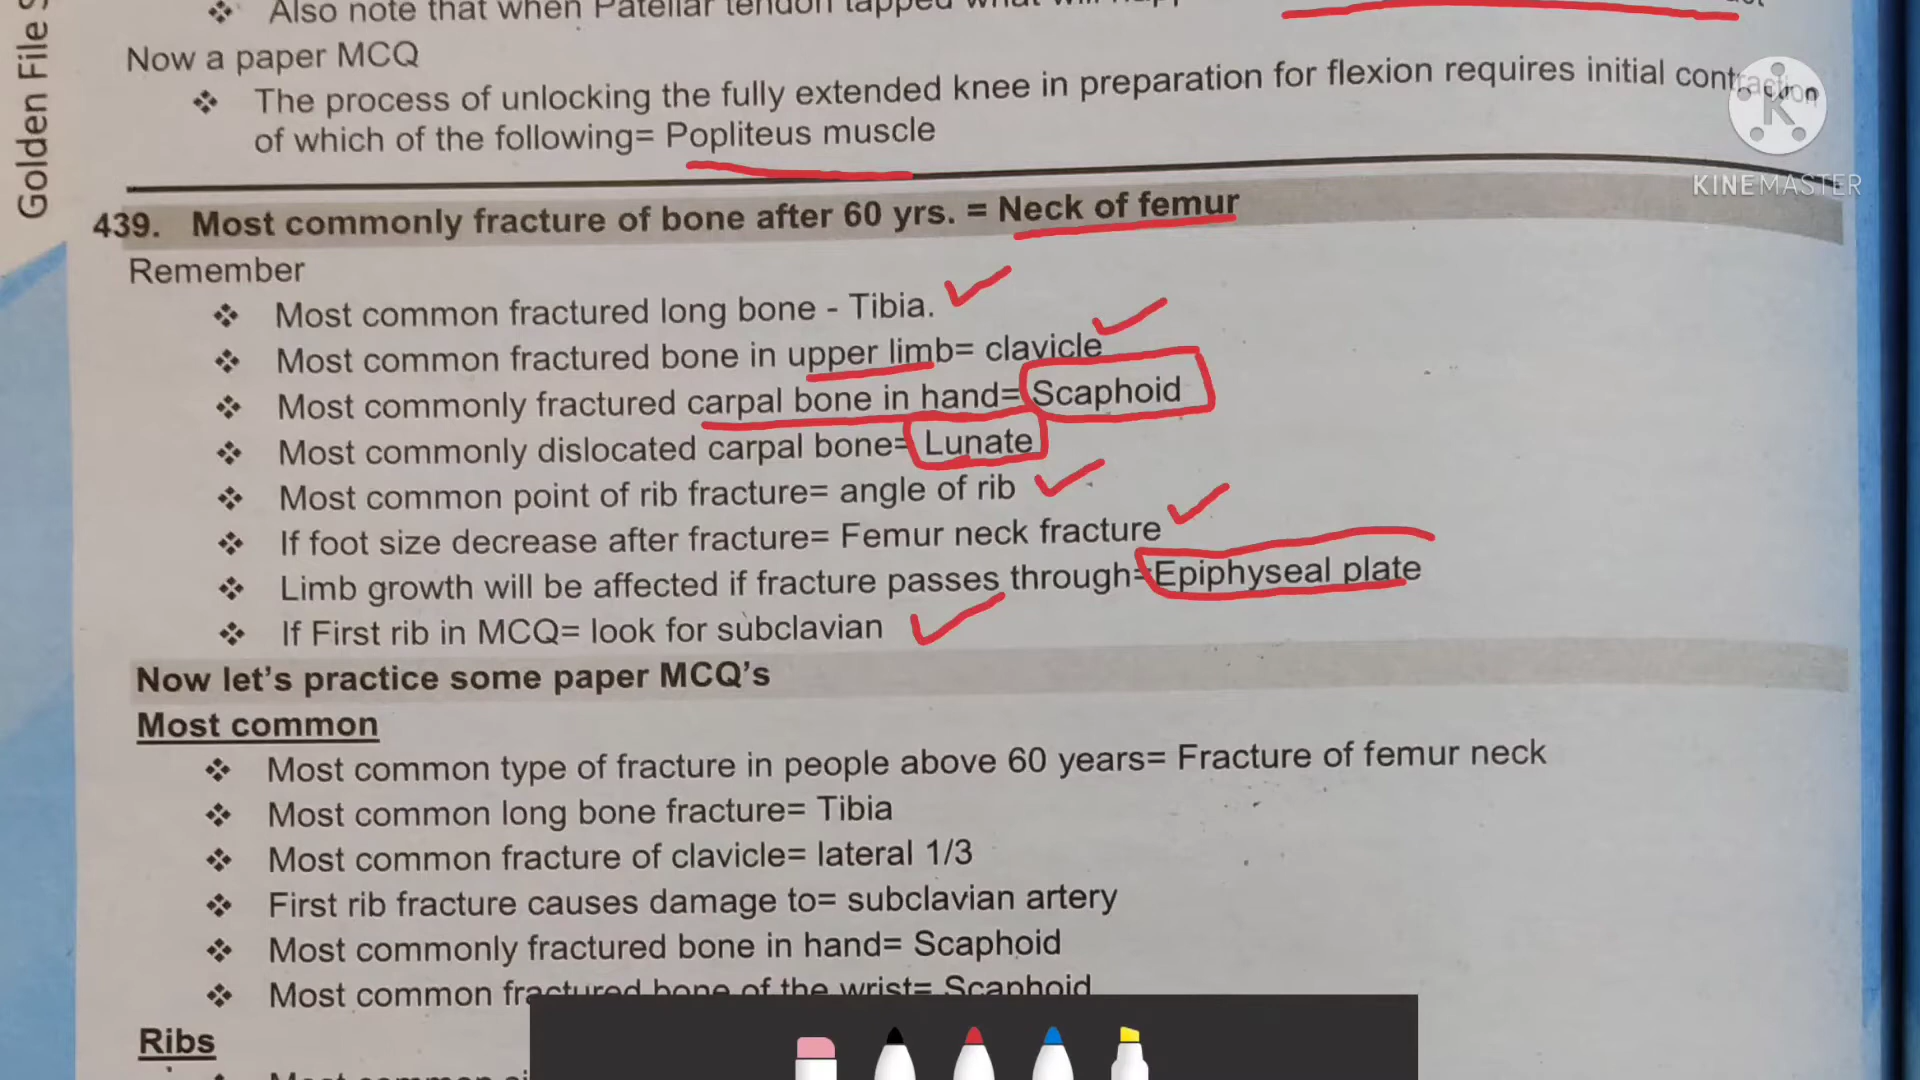 Also note that when Patellar tendon tapped what will
Golden File
Now a paper MCQ
❖ The process of unlocking the fully extended knee in preparation for flexion requires initial contraction
of which of the following= Popliteus muscle
K
KINEMASTER
439. Most commonly fracture of bone after 60 yrs. = Neck of femur
Remember
❖ Most common fractured long bone - Tibia.
❖ Most common fractured bone in upper limb= clavicle
❖ Most commonly fractured carpal bone in hand= Scaphoid
❖ Most commonly dislocated carpal bone= Lunate
❖ Most common point of rib fracture= angle of rib
❖ If foot size decrease after fracture= Femur neck fracture
❖ Limb growth will be affected if fracture passes through= Epiphyseal plate
❖ If First rib in MCQ= look for subclavian
Now let's practice some paper MCQ's
Most common
❖ Most common type of fracture in people above 60 years= Fracture of femur neck
❖ Most common long bone fracture= Tibia
❖ Most common fracture of clavicle= lateral 1/3
❖ First rib fracture causes damage to= subclavian artery
❖ Most commonly fractured bone in hand= Scaphoid
❖ Most common fractured bone of the wrist= Scaphoid
Ribs
Most common